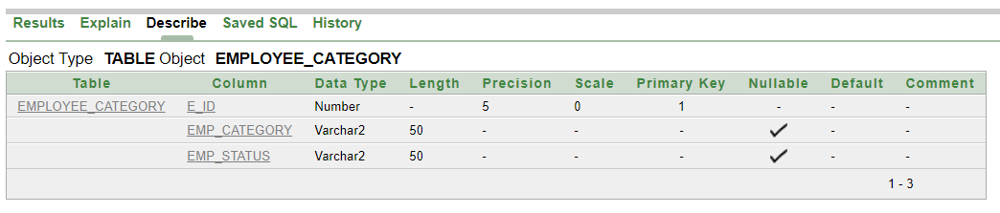 Results Explain Describe Saved SQL History
Object Type TABLE Object EMPLOYEE_CATEGORY
Table Column Data Type Length Precision Scale Primary Key Nullable Default Comment
EMPLOYEE_CATEGORY E_ID Number - 5 0 1 - - -
EMP_CATEGORY Varchar2 50 - - - - -
EMP_STATUS Varchar2 50 - - - - -
1 - 3